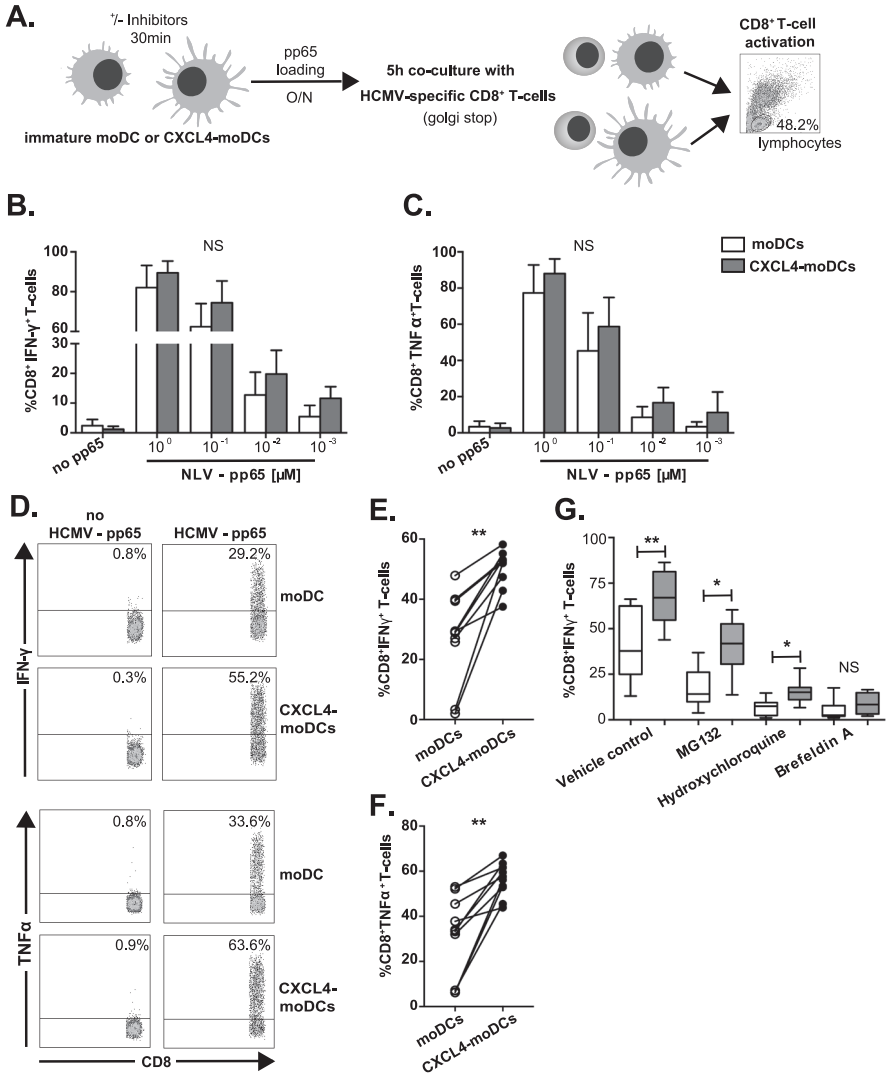 A.
+/- Inhibitors
30min
immature moDC or CXCL4-moDCs
pp65
loading
O/N
5h co-culture with
HCMV-specific CD8+ T-cells
(golgi stop)
CD8+ T-cell
activation
48.2%
lymphocytes
B.
%CD8+ IFN-γ+ T-cells
100
80
60
30
20
10
0
NS
no pp65
10^0
10^-1
10^-2
10^-3
NLV - pp65 [µM]
C.
%CD8+ TNF α+T-cells
100
80
60
40
20
0
NS
no pp65
10^0
10^-1
10^-2
10^-3
NLV - pp65 [µM]
moDCs
CXCL4-moDCs
D.
no
HCMV - pp65
HCMV - pp65
IFN-γ
0.8%
29.2%
moDC
0.3%
55.2%
CXCL4-
moDCs
TNFα
0.8%
33.6%
moDC
0.9%
63.6%
CXCL4-
moDCs
CD8
E.
%CD8+IFNγ+ T-cells
60
40
20
0
**
moDCs
CXCL4-moDCs
F.
%CD8+TNFα+T-cells
80
60
40
20
0
**
moDCs
CXCL4-moDCs
G.
%CD8+IFNγ+ T-cells
100
75
50
25
0
**
*
*
NS
Vehicle control
MG132
Hydroxychloroquine
Brefeldin A